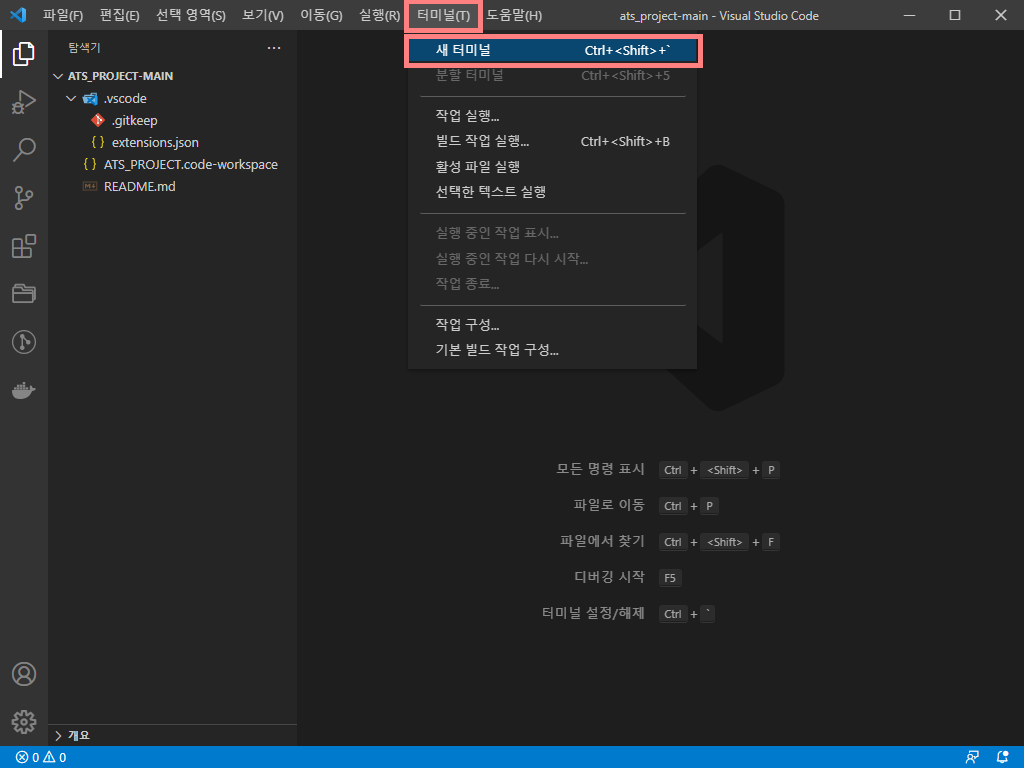 파일(F) 편집(E) 선택 영역(S) 보기(V) 이동(G) 실행(R) 터미널(T) 도움말(H) ats_project-main - Visual Studio Code
탐색기
ATS_PROJECT-MAIN
.vscode
.gitkeep
{ } extensions.json
{ } ATS_PROJECT.code-workspace
README.md
개요
새 터미널 Ctrl+<Shift>+`
분할 터미널 Ctrl+<Shift>+5
작업 실행...
빌드 작업 실행... Ctrl+<Shift>+B
활성 파일 실행
선택한 텍스트 실행
실행 중인 작업 표시...
실행 중인 작업 다시 시작...
작업 종료...
작업 구성...
기본 빌드 작업 구성...
모든 명령 표시 Ctrl + <Shift> + P
파일로 이동 Ctrl + P
파일에서 찾기 Ctrl + <Shift> + F
디버깅 시작 F5
터미널 설정/해제 Ctrl + `
0 0